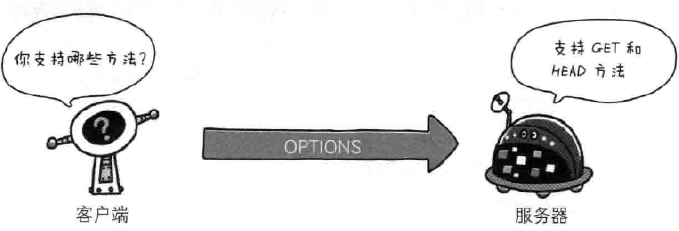 你支持哪些方法?
支持 GET 和
HEAD 方法
?
OPTIONS
客户端
服务器